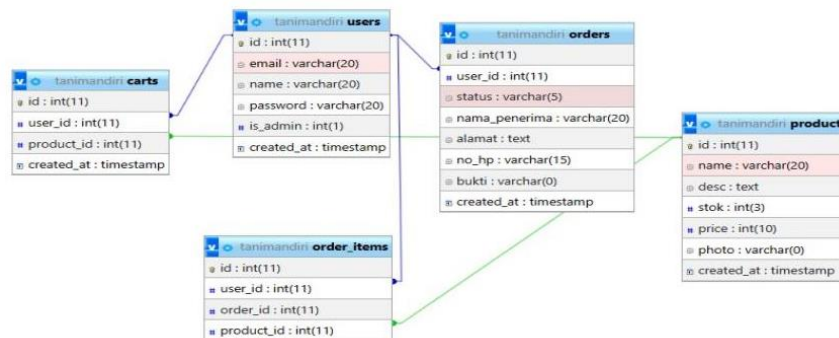 tanimandiri carts
id : int(11)
user_id : int(11)
product_id : int(11)
created_at : timestamp
tanimandiri users
id : int(11)
email : varchar(20)
name : varchar(20)
password : varchar(20)
is_admin : int(1)
created_at : timestamp
tanimandiri orders
id : int(11)
user_id : int(11)
status : varchar(5)
nama_penerima : varchar(20)
alamat : text
no_hp : varchar(15)
bukti : varchar(0)
created_at : timestamp
tanimandiri product
id : int(11)
name : varchar(20)
desc : text
stok : int(3)
price : int(10)
photo : varchar(0)
created_at : timestamp
tanimandiri order_items
id : int(11)
user_id : int(11)
order_id : int(11)
product_id : int(11)